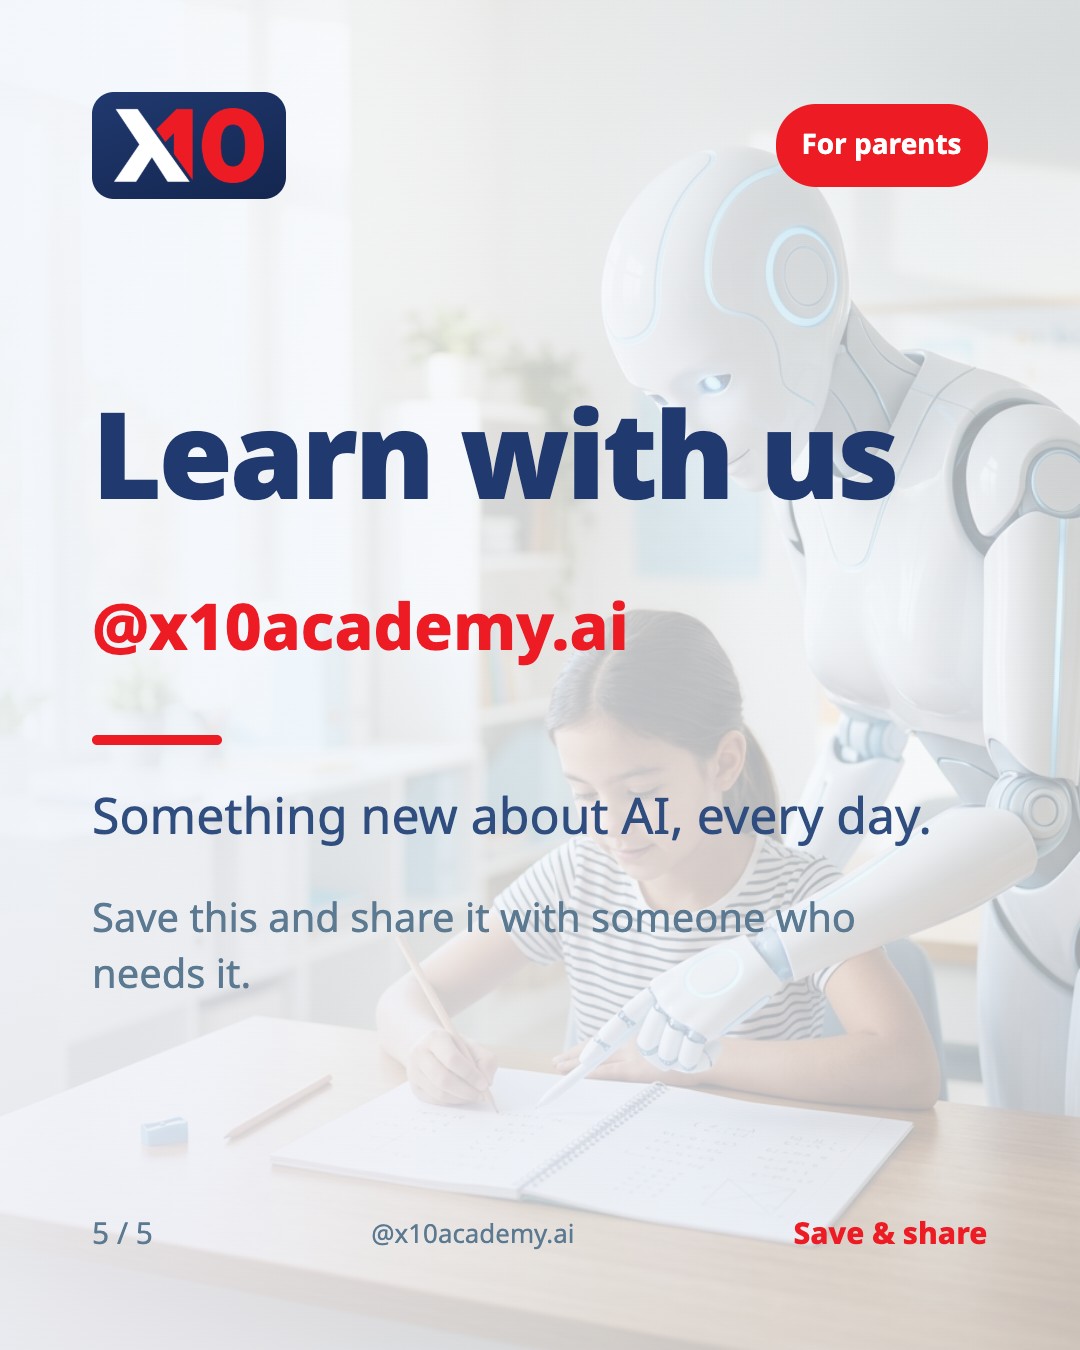 X10
For parents
Learn with us
@x10academy.ai
Something new about AI, every day.
Save this and share it with someone who
needs it.
5 / 5
@x10academy.ai
Save & share